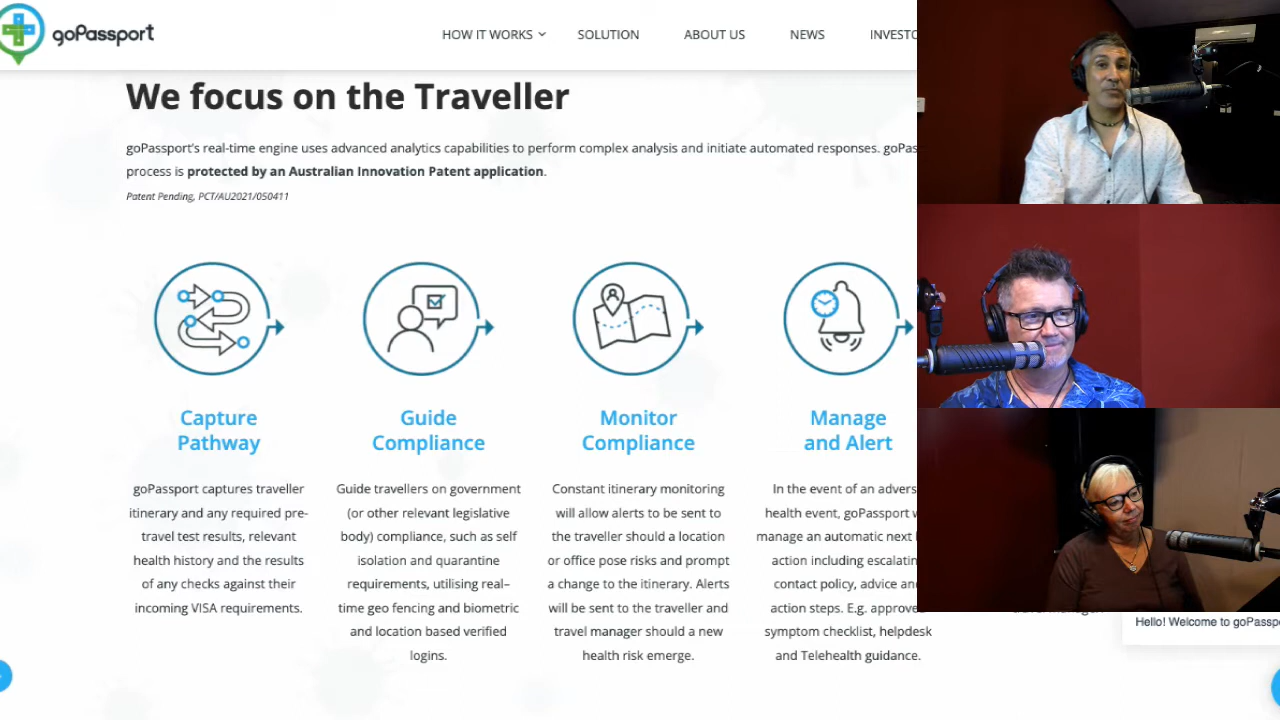 goPassport
HOW IT WORKS
SOLUTION
ABOUT US
NEWS
We focus on the Traveller
goPassport's real-time engine uses advanced analytics capabilities to perform complex analysis and initiate automated responses.
process is protected by an Australian Innovation Patent application.
Patent Pending, PCT/AU2021/050411
Capture
Pathway
goPassport captures traveller
itinerary and any required pre-
travel test results, relevant
health history and the results
of any checks against their
incoming VISA requirements.
Guide
Compliance
Guide travellers on government
(or other relevant legislative
body) compliance, such as self
isolation and quarantine
requirements, utilising real–
time geo fencing and biometric
and location based verified
logins.
Monitor
Compliance
Constant itinerary monitoring
will allow alerts to be sent to
the traveller should a location
or office pose risks and prompt
a change to the itinerary. Alerts
will be sent to the traveller and
travel manager should a new
health risk emerge.
Manage
and Alert
In the event of an
health event, goPassport
manage an automatic next
action including
contact policy, advice
action steps. E.g.
symptom checklist, helpdesk
and Telehealth guidance.
Hello! Welcome to